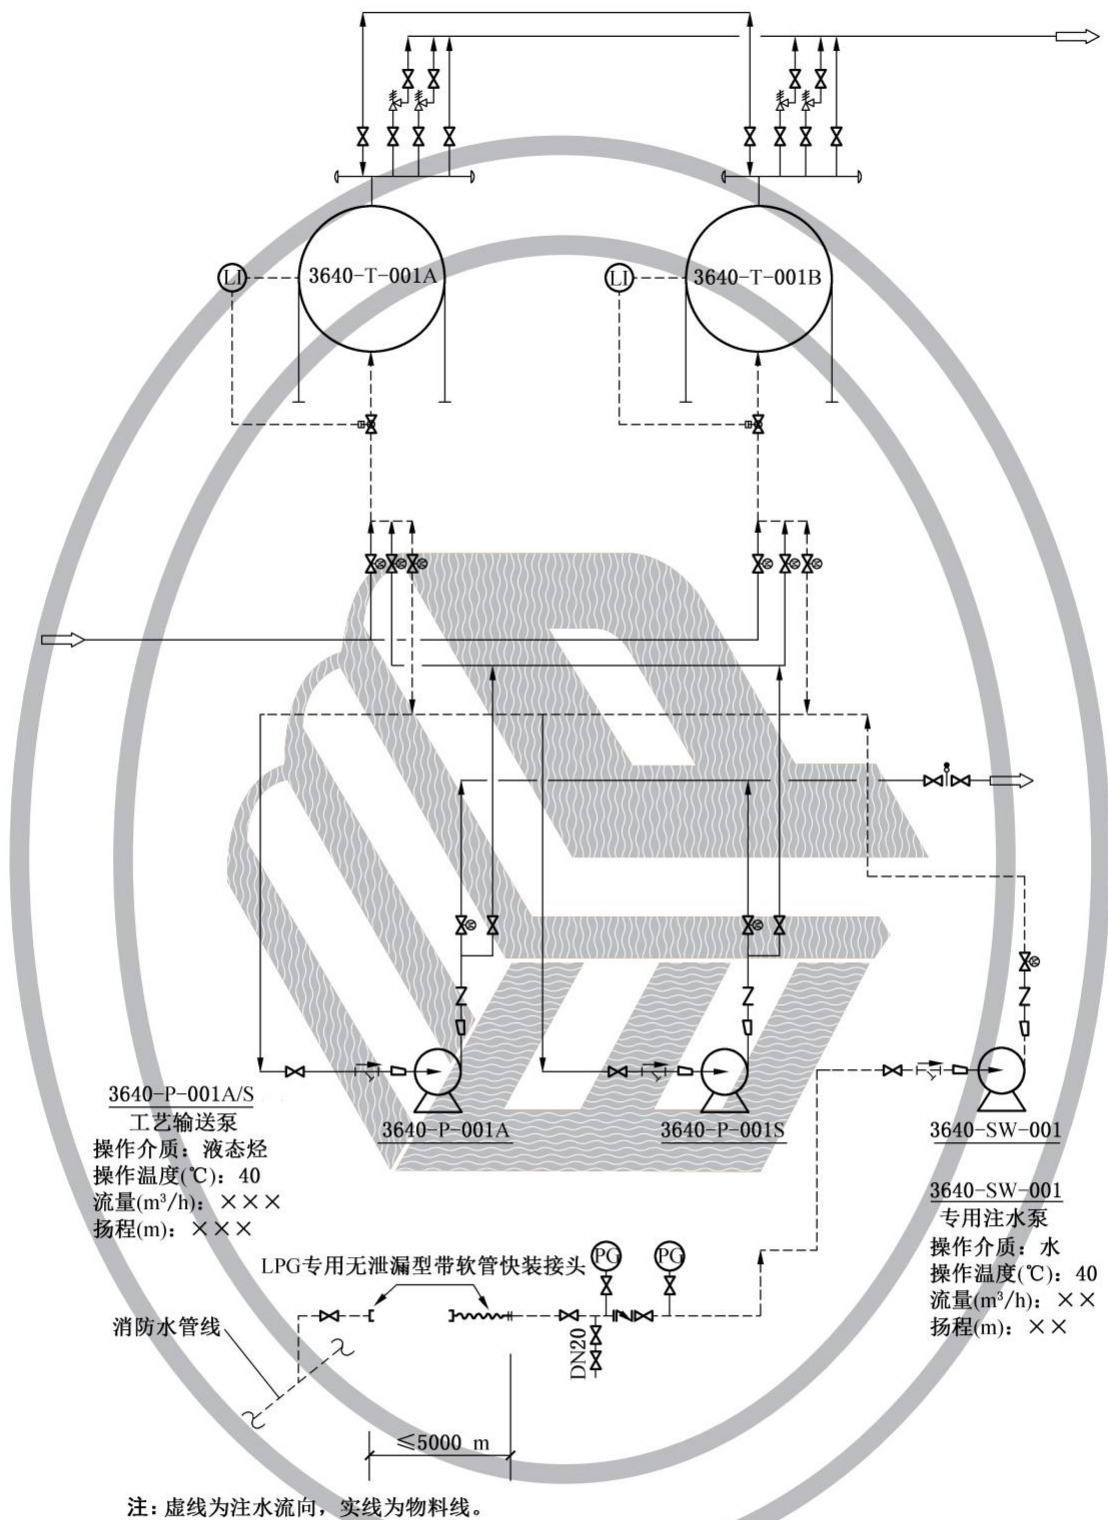 3640-T-001A
3640-T-001B
LI
LI
3640-P-001A/S
工艺输送泵
操作介质：液态烃
操作温度(℃)：40
流量(m³/h)：×××
扬程(m)：×××
3640-P-001A
3640-P-001S
3640-SW-001
3640-SW-001
专用注水泵
操作介质：水
操作温度(℃)：40
流量(m³/h)：××
扬程(m)：××
LPG专用无泄漏型带软管快装接头
PG
PG
消防水管线
DN20
≤5000 m
注：虚线为注水流向，实线为物料线。